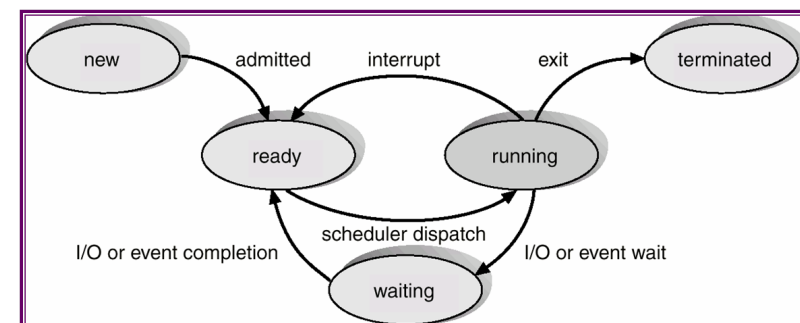 new
admitted
interrupt
exit
terminated
ready
running
scheduler dispatch
I/O or event completion
I/O or event wait
waiting